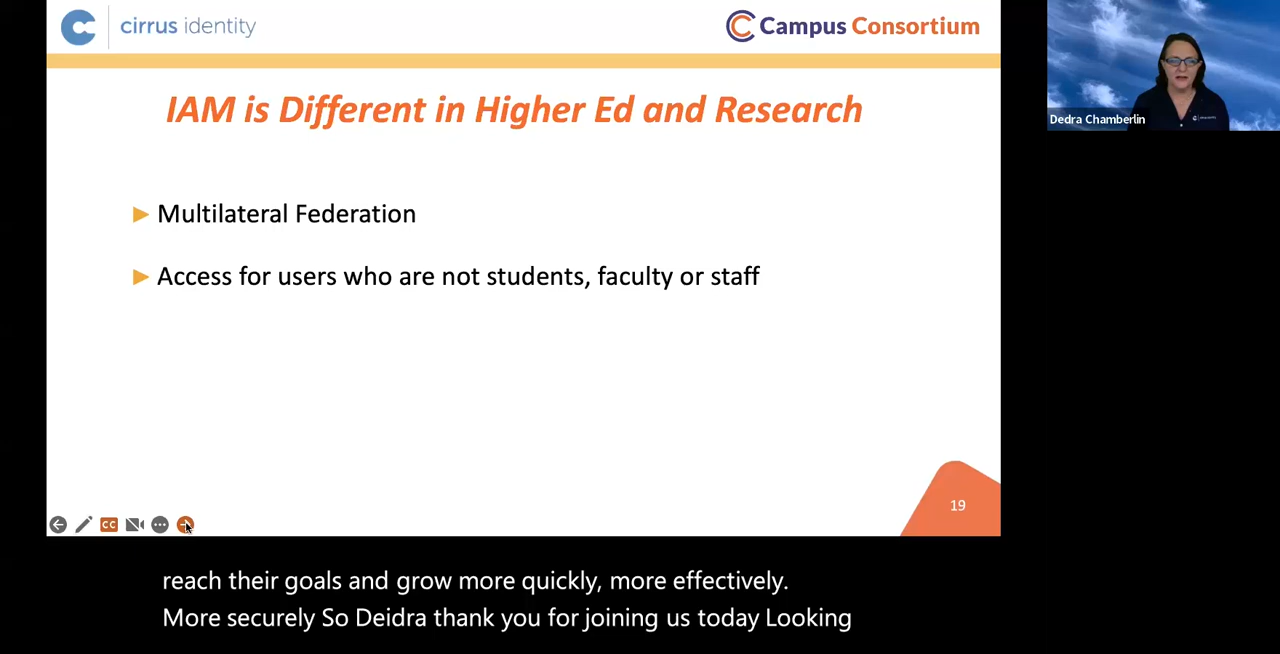 cirrus identity
Campus Consortium
Dedra Chamberlin
IAM is Different in Higher Ed and Research
Multilateral Federation
Access for users who are not students, faculty or staff
19
CC
reach their goals and grow more quickly, more effectively.
More securely So Deidra thank you for joining us today Looking